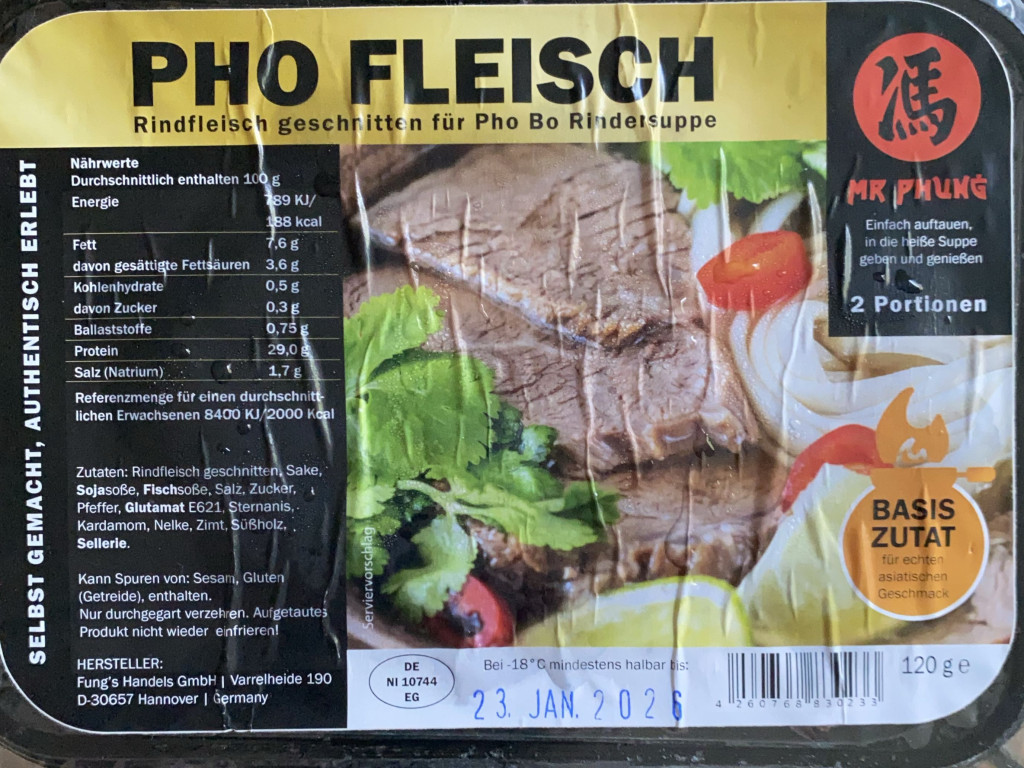 PHO FLEISCH
Rindfleisch geschnitten für Pho Bo Rindersuppe
馮
MR PHUNG
Einfach auftauen,
in die heiße Suppe
geben und genießen
2 Portionen
SELBST GEMACHT, AUTHENTISCH ERLEBT
Nährwerte
Durchschnittlich enthalten 100 g
Energie 789 KJ/
188 kcal
Fett 7,6 g
davon gesättigte Fettsäuren 3,6 g
Kohlenhydrate 0,5 g
davon Zucker 0,3 g
Ballaststoffe 0,75 g
Protein 29,0 g
Salz (Natrium) 1,7 g
Referenzmenge für einen durchschnitt-
lichen Erwachsenen 8400 KJ/2000 Kcal
Zutaten: Rindfleisch geschnitten, Sake,
Sojasoße, Fischsoße, Salz, Zucker,
Pfeffer, Glutamat E621, Sternanis,
Kardamom, Nelke, Zimt, Süßholz,
Sellerie.
Kann Spuren von: Sesam, Gluten
(Getreide), enthalten.
Nur durchgegart verzehren. Aufgetautes
Produkt nicht wieder einfrieren!
HERSTELLER:
Fung's Handels GmbH | Varrelheide 190
D-30657 Hannover | Germany
Serviervorschlag
BASIS
ZUTAT
für echten
asiatischen
Geschmack
DE
NI 10744
EG
Bei -18°C mindestens halbar bis:
23. JAN. 2026
4 260768 830233
120 g e